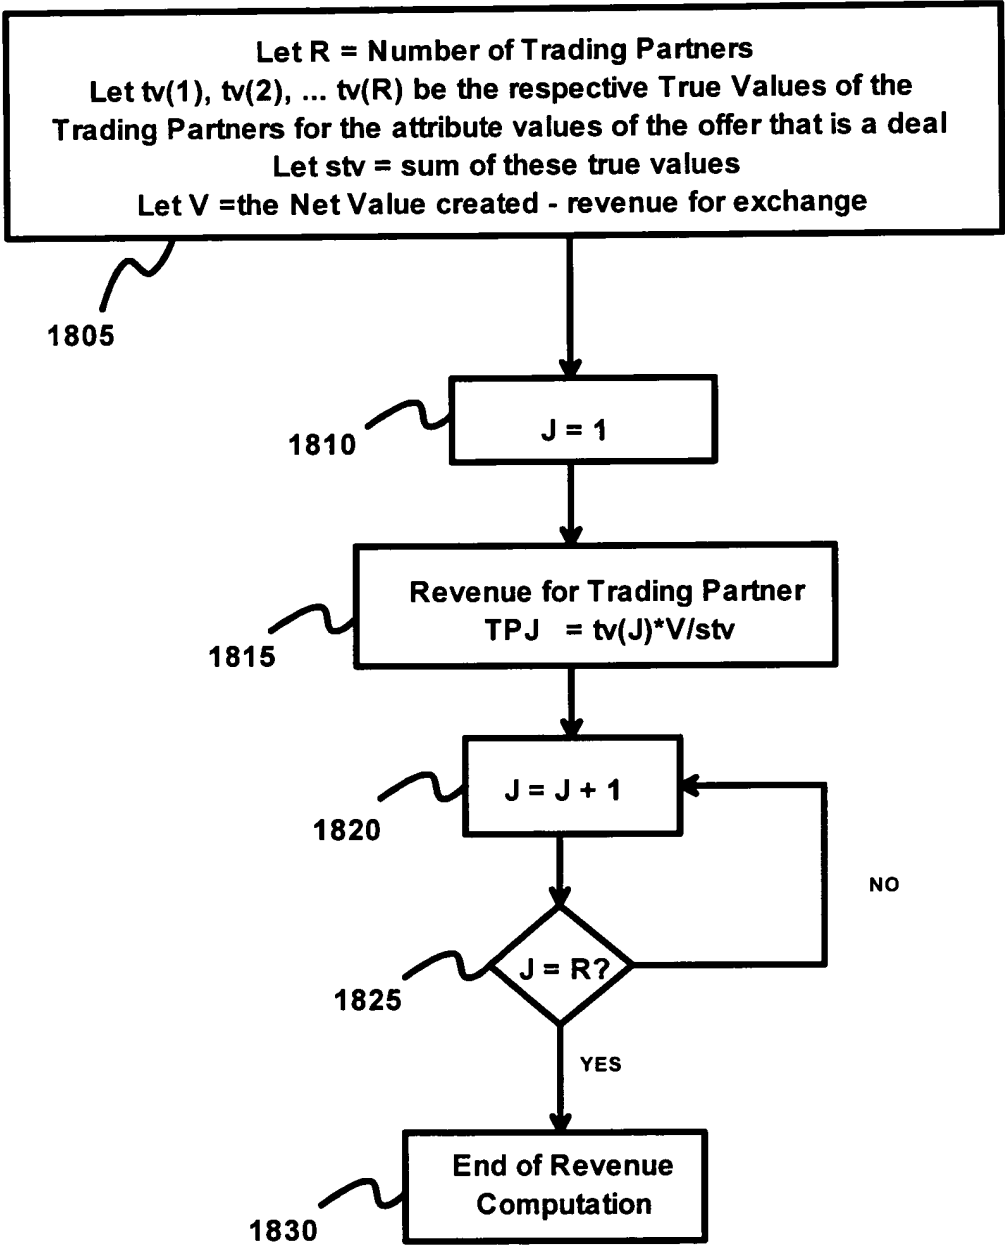 Let R = Number of Trading Partners
Let tv(1), tv(2), ... tv(R) be the respective True Values of the
Trading Partners for the attribute values of the offer that is a deal
Let stv = sum of these true values
Let V =the Net Value created - revenue for exchange
1805
J = 1
1810
Revenue for Trading Partner
TPJ = tv(J)*V/stv
1815
J = J + 1
1820
NO
J = R?
1825
YES
End of Revenue
Computation
1830